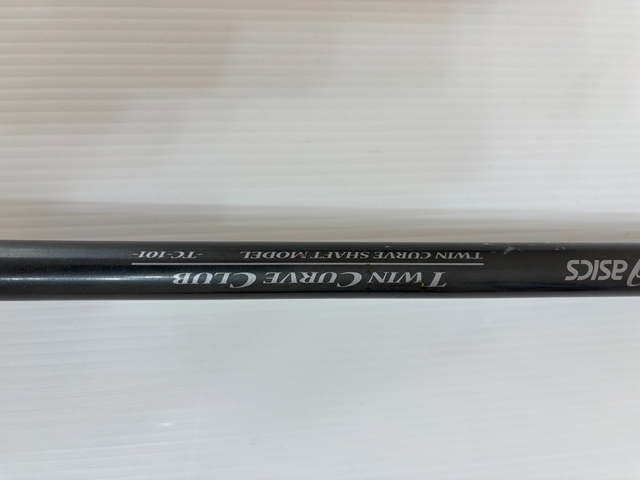 asics
TWIN CURVE CLUB
TWIN CURVE SHAFT MODEL -TC-101-